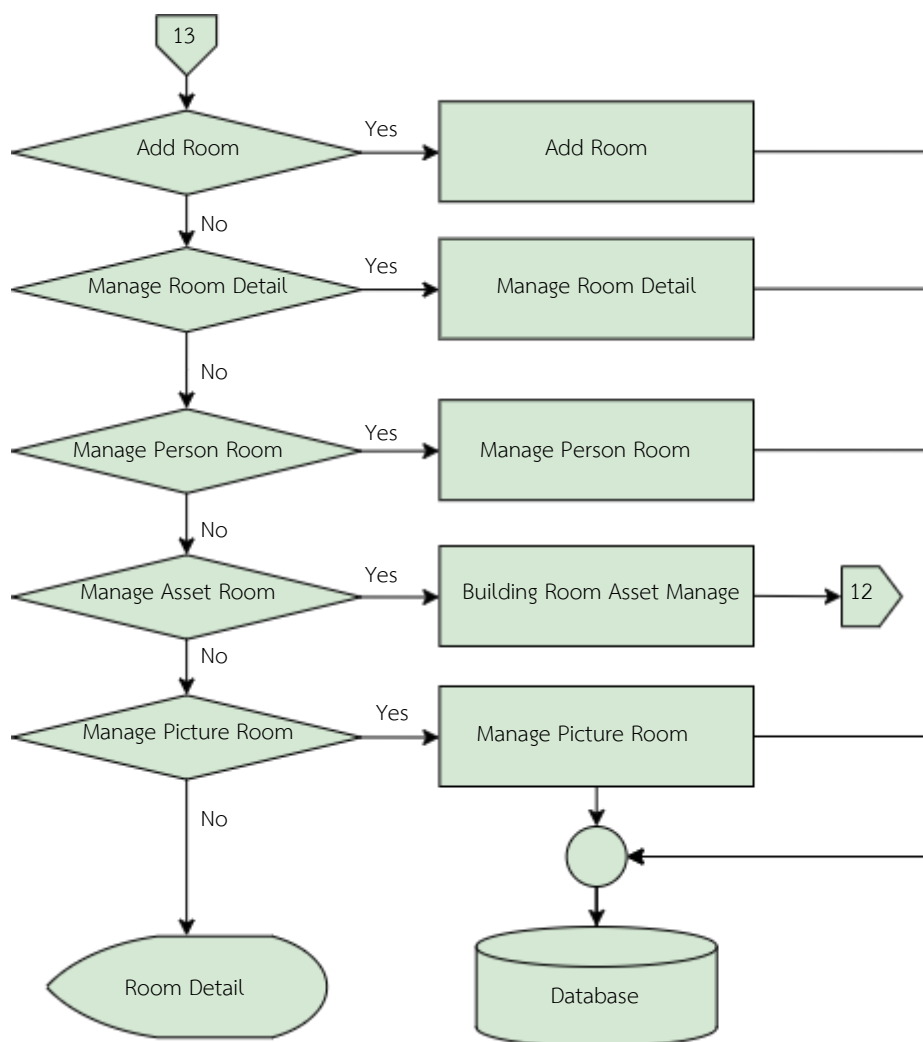 13
Add Room
Yes
Add Room
No
Manage Room Detail
Yes
Manage Room Detail
No
Manage Person Room
Yes
Manage Person Room
No
Manage Asset Room
Yes
Building Room Asset Manage
12
No
Manage Picture Room
Yes
Manage Picture Room
No
Room Detail
Database